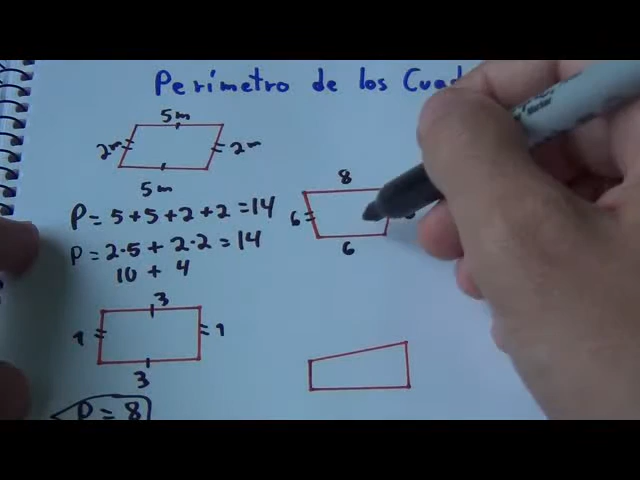 Perímetro de los Cuad
5m
2m
2m
5m
P = 5 + 5 + 2 + 2 = 14
P = 2·5 + 2·2 = 14
10 + 4
3
1
1
3
P = 8
8
6
6